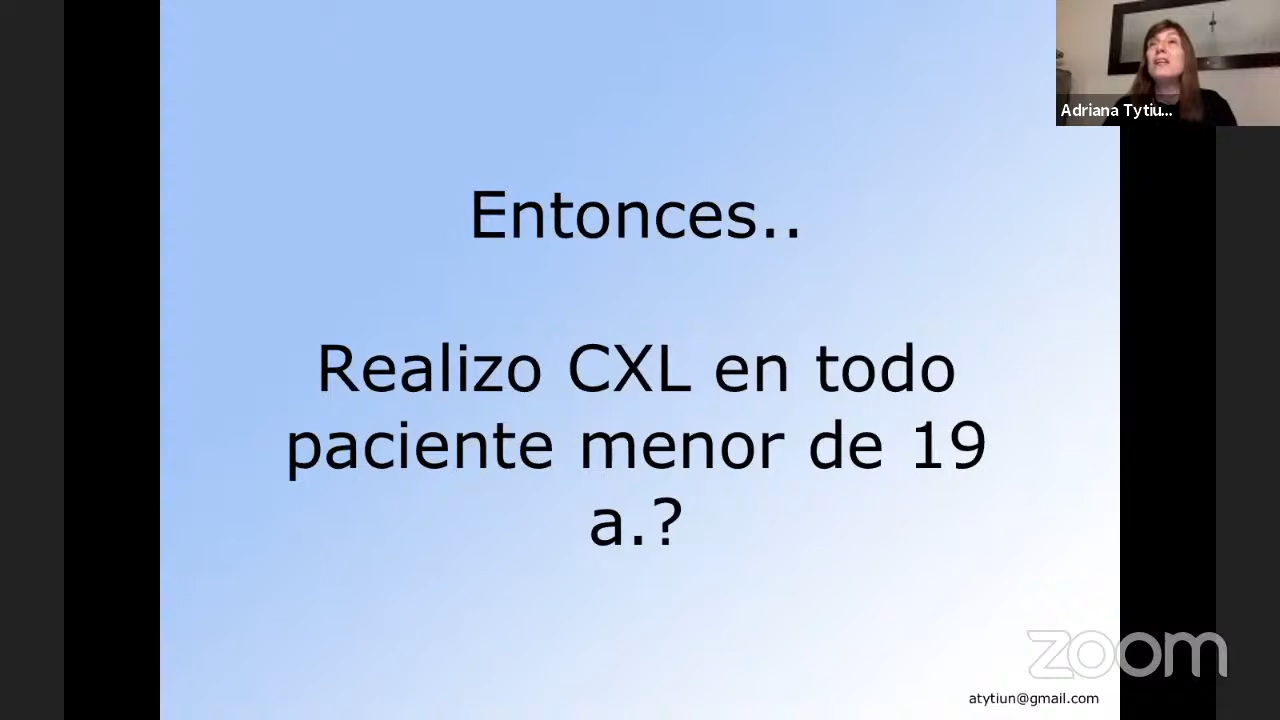 Adriana Tytiu...
Entonces..
Realizo CXL en todo
paciente menor de 19
a.?
zoom
atytiun@gmail.com